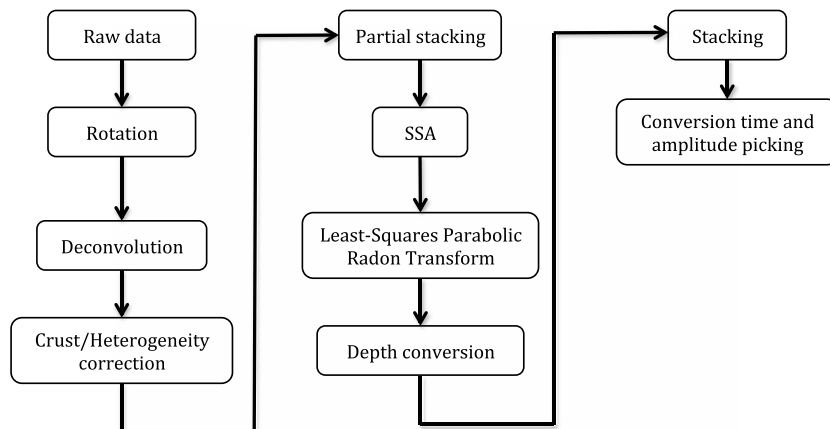 Raw data
Rotation
Deconvolution
Crust/Heterogeneity
correction
Partial stacking
SSA
Least-Squares Parabolic
Radon Transform
Depth conversion
Stacking
Conversion time and
amplitude picking